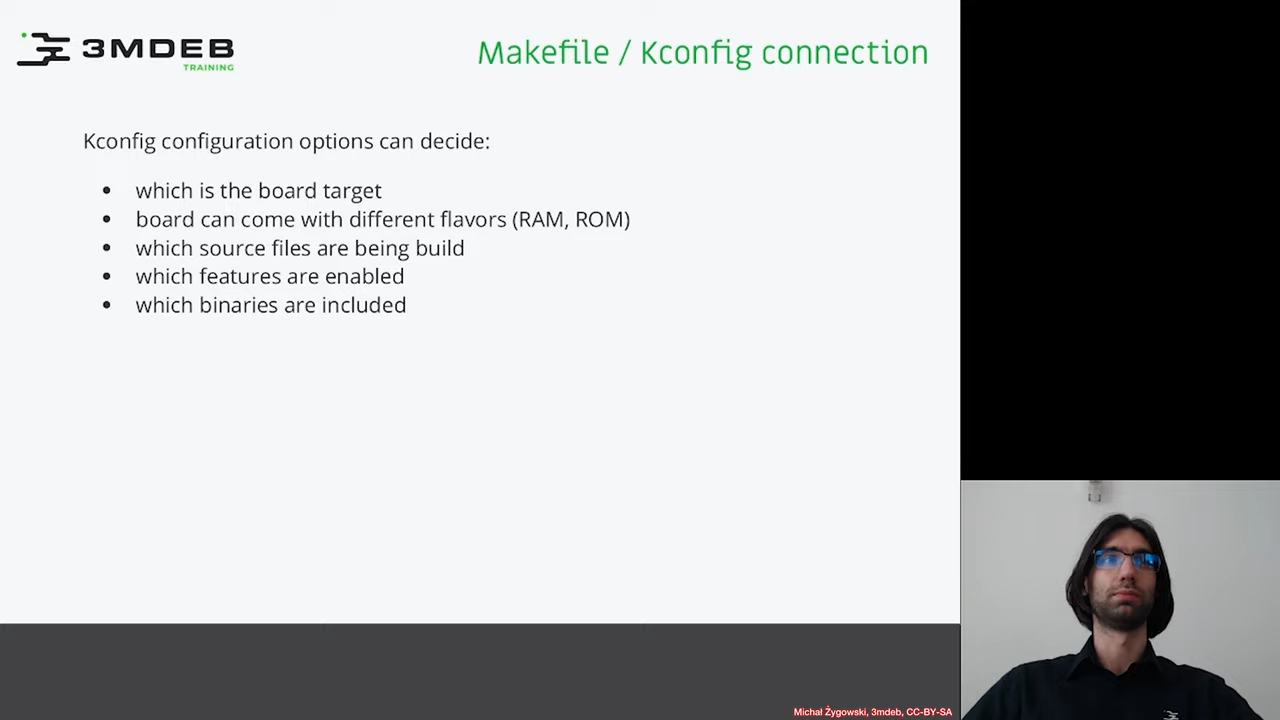 3MDEB
TRAINING
Makefile / Kconfig connection
Kconfig configuration options can decide:
• which is the board target
• board can come with different flavors (RAM, ROM)
• which source files are being build
• which features are enabled
• which binaries are included
Michał Żygowski, 3mdeb, CC-BY-SA